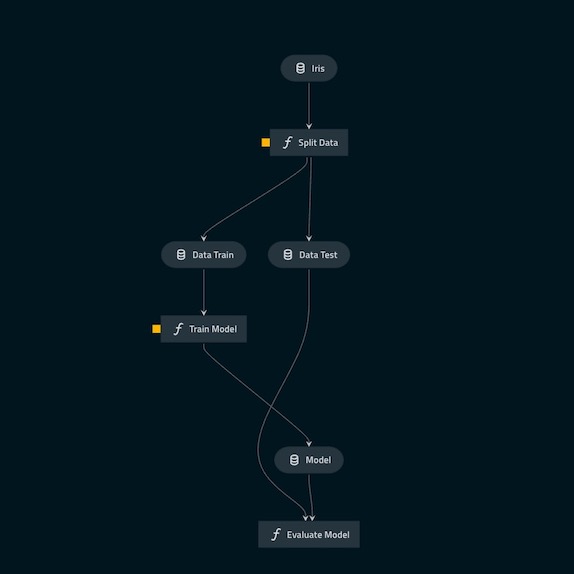 Iris
Split Data
Data Train
Data Test
Train Model
Model
Evaluate Model